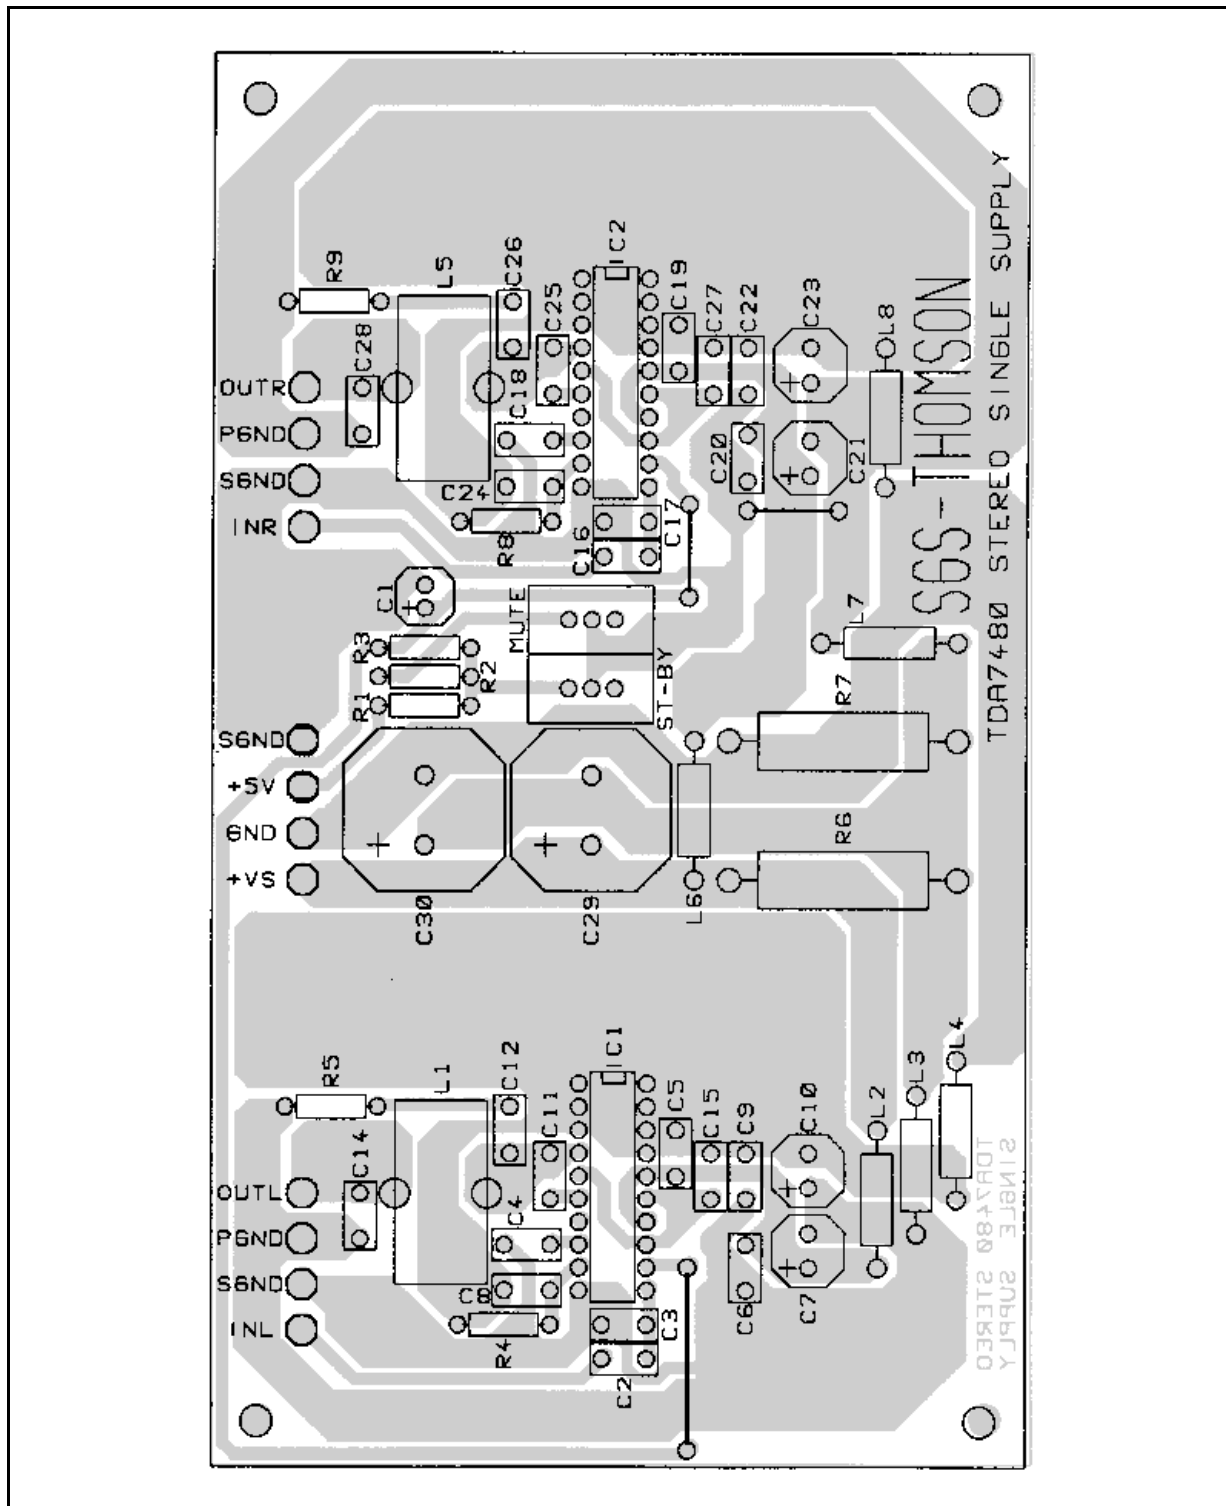 R9
L5
C26
C25
IC2
C19
C27
C22
C23
L8
C28
C18
OUTR
PGND
SGND
INR
C24
R8
C16
C17
C20
C21
SGS-THOMSON
TDA7480 STEREO SINGLE SUPPLY
C1
R3
R2
R1
MUTE
ST-BY
L7
R7
SGND
+5V
GND
+VS
C30
C29
L6
R6
R5
L1
C12
C11
IC1
C5
C15
C9
C10
L2
L3
L4
C14
C4
OUTL
PGND
SGND
INL
C8
R4
C2
C3
C6
C7
TDA7480 STEREO
SINGLE SUPPLY